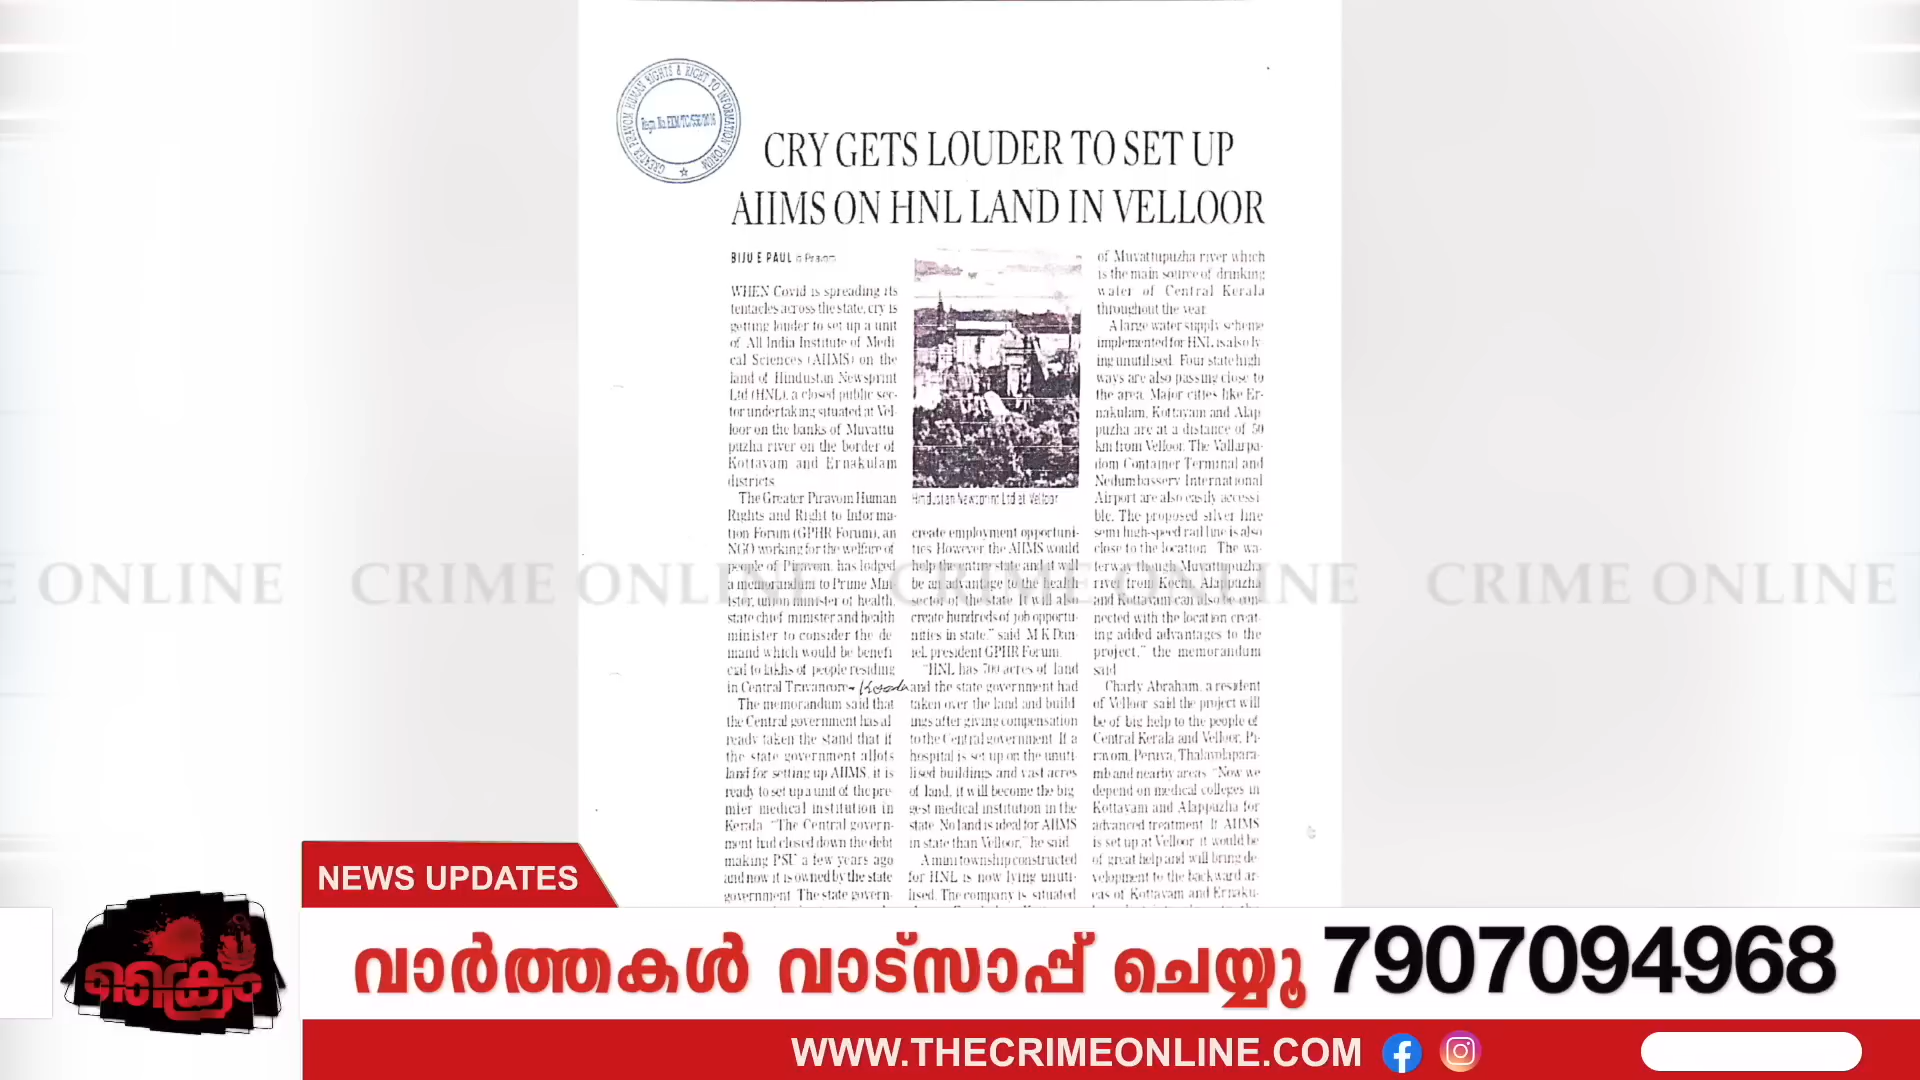 GREATER PIRAVOM HUMAN RIGHTS & RIGHT TO INFORMATION FORUM
CRY GETS LOUDER TO SET UP
AIIMS ON HNL LAND IN VELLOOR
BIJU E PAUL
WHEN Covid is spreading its
tentacles across the state, cry is
getting louder to set up a unit
of All India Institute of Medi
cal Sciences (AIIMS) on the
land of Hindustan Newsprint
Ltd (HNL), a closed public sec-
tor undertaking situated at Vel-
loor on the banks of Muvattu
puzha river on the border of
Kottayam and Ernakulam
districts
The Greater Piravom Human
Rights and Right to Informa-
tion Forum (GPHR Forum), an
NGO working for the welfare of
people of Piravom, has lodged
a memorandum to Prime Min-
ister, union minister of health,
state chief minister and health
minister to consider the de
mand which would be benefi
cial to lakhs of people residing
in Central Travancore
The memorandum said that
the Central government has al
ready taken the stand that if
the state government allots
land for setting up AIIMS, it is
ready to set up a unit of the pre-
mier medical institution in
Kerala. "The Central govern-
ment had closed down the debt
making PSU a few years ago
and now it is owned by the state
government. The state govern-
Hindustan Newsprint Ltd at Velloor
create employment opportuni-
ties. However the AIIMS would
help the entire state and it will
be an advantage to the health
sector of the state. It will also
create hundreds of job opportu-
nities in state," said M K Dan-
iel, president GPHR Forum.
"HNL has 700 acres of land
and the state government had
taken over the land and build
ings after giving compensation
to the Central government. If a
hospital is set up on the unuti-
lised buildings and vast acres
of land, it will become the big
gest medical institution in the
state. No land is ideal for AIIMS
in state than Velloor," he said.
A mini township constructed
for HNL is now lying unuti-
lised. The company is situated
of Muvattupuzha river which
is the main source of drinking
water of Central Kerala
throughout the year.
A large water supply scheme
implemented for HNL is also ly-
ing unutilised. Four state high-
ways are also passing close to
the area. Major cities like Er-
nakulam, Kottayam and Alap
puzha are at a distance of 50
km from Velloor. The Vallarpa-
dom Container Terminal and
Nedumbassery International
Airport are also easily accessi-
ble. The proposed silver line
semi high-speed rail line is also
close to the location. The wa-
terway though Muvattupuzha
river from Kochi, Alappuzha
and Kottayam can also be con-
nected with the location creat-
ing added advantages to the
project," the memorandum
said
Charly Abraham, a resident
of Velloor said the project will
be of big help to the people of
Central Kerala and Velloor, Pi-
ravom, Peruva, Thalayolapara-
mb and nearby areas. "Now we
depend on medical colleges in
Kottayam and Alappuzha for
advanced treatment. If AIIMS
is set up at Velloor it would be
of great help and will bring de-
velopment to the backward ar-
eas of Kottayam and Ernaku-
E ONLINE CRIME ONLINE CRIME ONLINE CRIME ONLINE
NEWS UPDATES
ക്രൈം
വാർത്തകൾ വാട്സാപ്പ് ചെയ്യൂ 7907094968
WWW.THECRIMEONLINE.COM